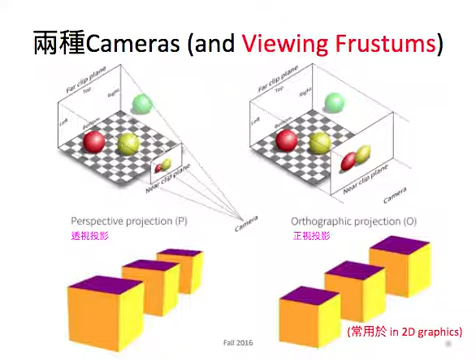 兩種Cameras (and Viewing Frustums)
Far clip plane
Top
Right
Left
Bottom
Near clip plane
Camera
Perspective projection (P)
透視投影
Far clip plane
Top
Right
Left
Bottom
Near clip plane
Camera
Orthographic projection (O)
正視投影
(常用於 in 2D graphics)
Fall 2016